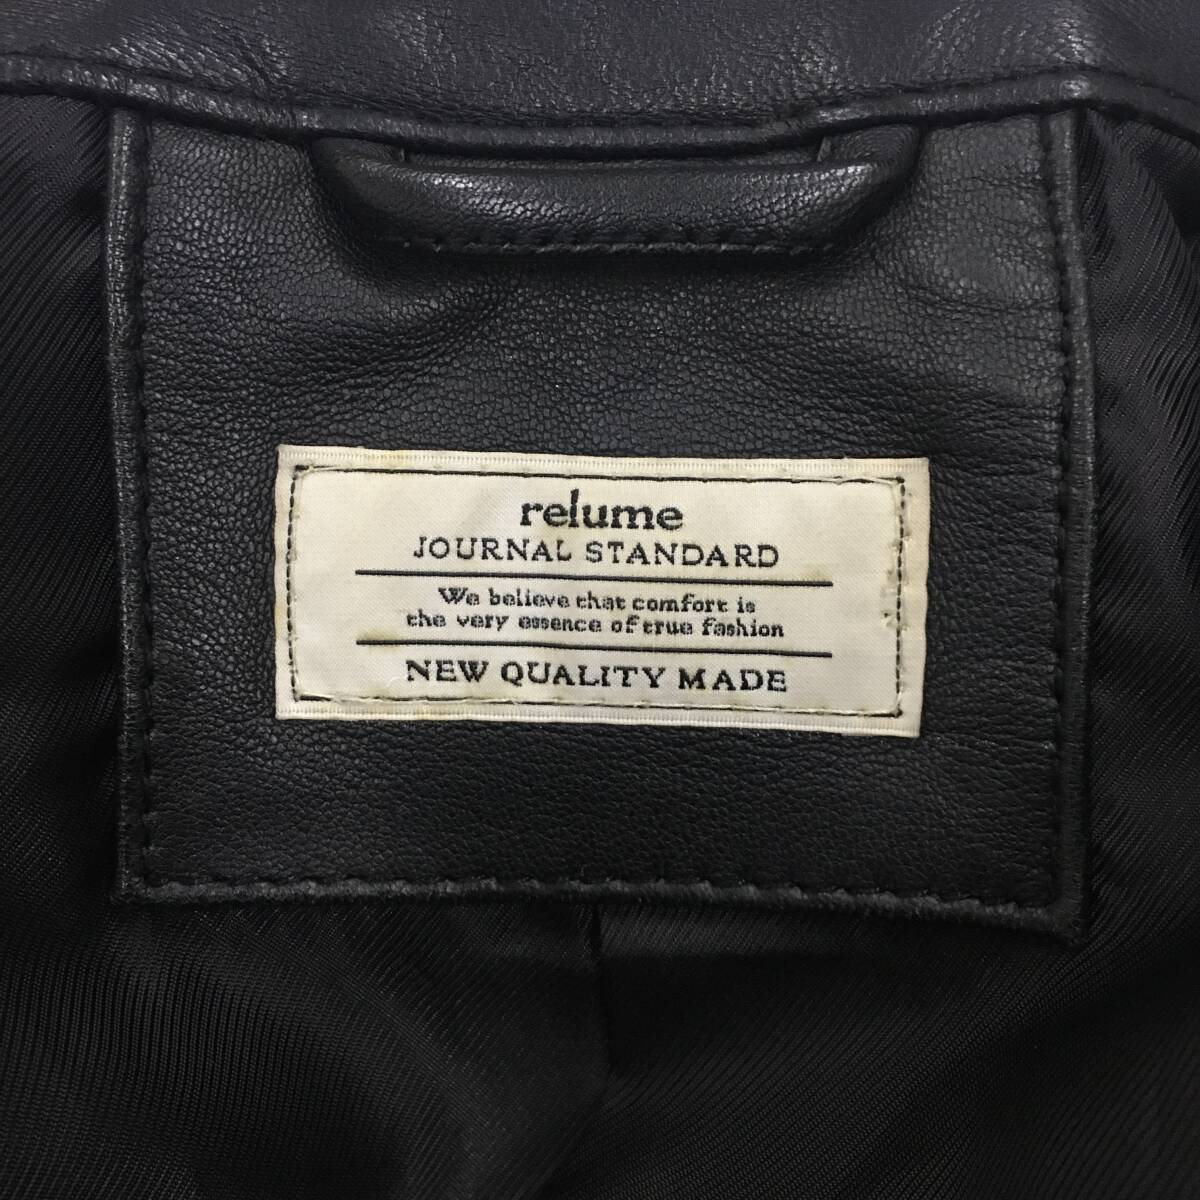 relume
JOURNAL STANDARD
We believe that comfort is
the very essence of true fashion
NEW QUALITY MADE